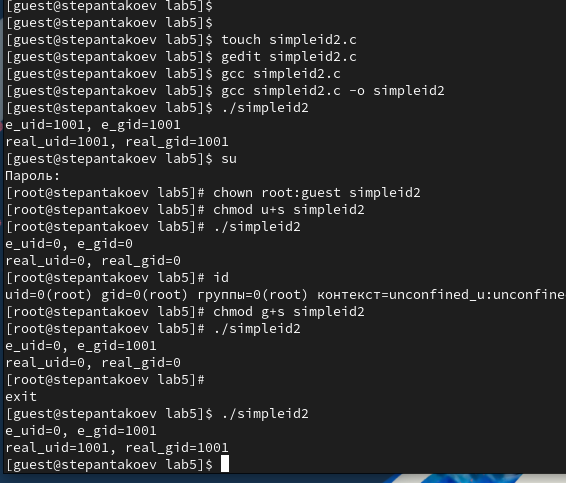 [guest@stepantakoev lab5]$
[guest@stepantakoev lab5]$
[guest@stepantakoev lab5]$ touch simpleid2.c
[guest@stepantakoev lab5]$ gedit simpleid2.c
[guest@stepantakoev lab5]$ gcc simpleid2.c
[guest@stepantakoev lab5]$ gcc simpleid2.c -o simpleid2
[guest@stepantakoev lab5]$ ./simpleid2
e_uid=1001, e_gid=1001
real_uid=1001, real_gid=1001
[guest@stepantakoev lab5]$ su
Пароль:
[root@stepantakoev lab5]# chown root:guest simpleid2
[root@stepantakoev lab5]# chmod u+s simpleid2
[root@stepantakoev lab5]# ./simpleid2
e_uid=0, e_gid=0
real_uid=0, real_gid=0
[root@stepantakoev lab5]# id
uid=0(root) gid=0(root) группы=0(root) контекст=unconfined_u:unconfine
[root@stepantakoev lab5]# chmod g+s simpleid2
[root@stepantakoev lab5]# ./simpleid2
e_uid=0, e_gid=1001
real_uid=0, real_gid=0
[root@stepantakoev lab5]#
exit
[guest@stepantakoev lab5]$ ./simpleid2
e_uid=0, e_gid=1001
real_uid=1001, real_gid=1001
[guest@stepantakoev lab5]$